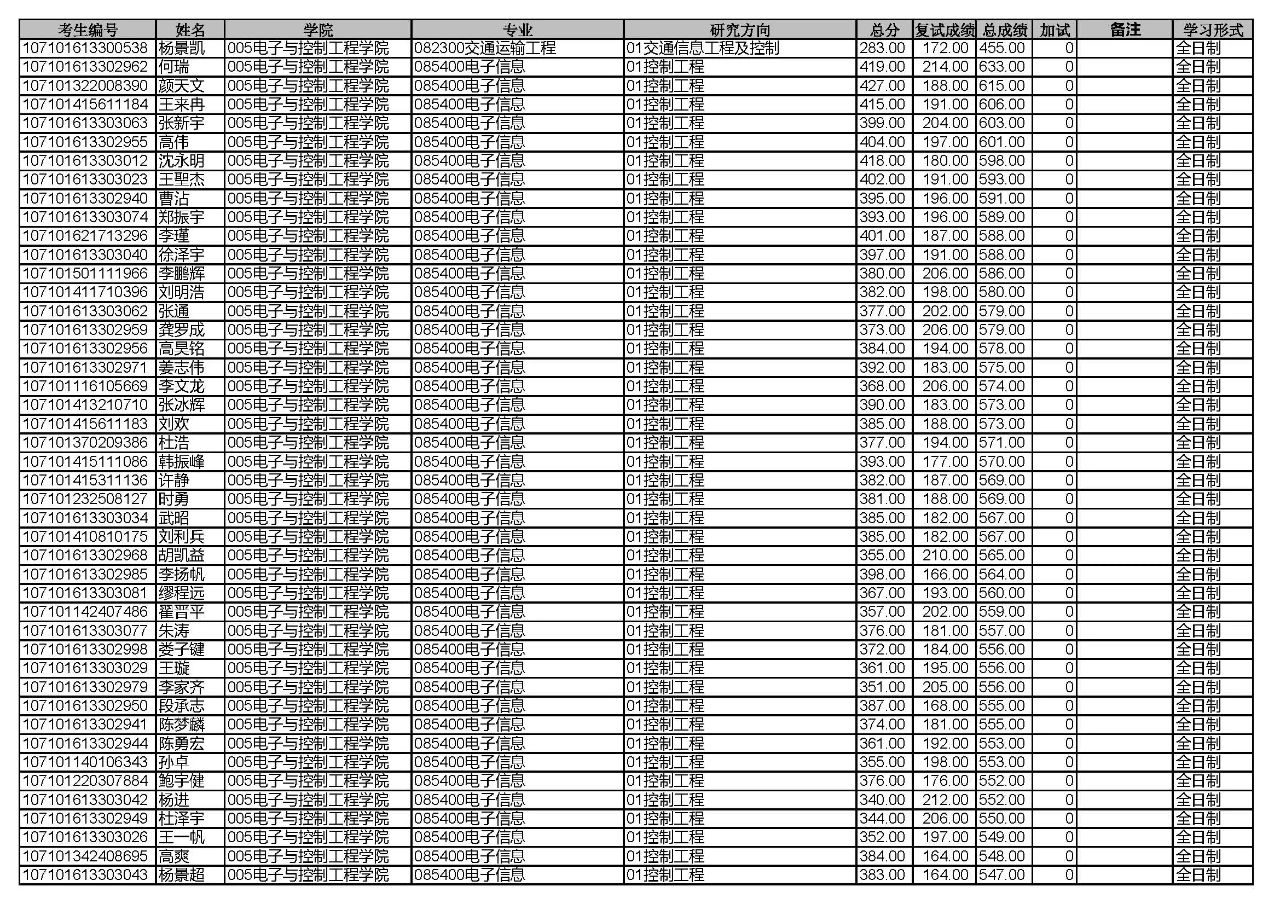 考生编号 姓名 学院 专业 研究方向 总分 复试成绩 总成绩 加试 备注 学习形式
107101613300538 杨景凯 005电子与控制工程学院 082300交通运输工程 01交通信息工程及控制 283.00 172.00 455.00 0 全日制
107101613302962 何瑞 005电子与控制工程学院 085400电子信息 01控制工程 419.00 214.00 633.00 0 全日制
107101322008390 颜天文 005电子与控制工程学院 085400电子信息 01控制工程 427.00 188.00 615.00 0 全日制
107101415611184 王来冉 005电子与控制工程学院 085400电子信息 01控制工程 415.00 191.00 606.00 0 全日制
107101613303063 张新宇 005电子与控制工程学院 085400电子信息 01控制工程 399.00 204.00 603.00 0 全日制
107101613302955 高伟 005电子与控制工程学院 085400电子信息 01控制工程 404.00 197.00 601.00 0 全日制
107101613303012 沈永明 005电子与控制工程学院 085400电子信息 01控制工程 418.00 180.00 598.00 0 全日制
107101613303023 王聖杰 005电子与控制工程学院 085400电子信息 01控制工程 402.00 191.00 593.00 0 全日制
107101613302940 曹沾 005电子与控制工程学院 085400电子信息 01控制工程 395.00 196.00 591.00 0 全日制
107101613303074 郑振宇 005电子与控制工程学院 085400电子信息 01控制工程 393.00 196.00 589.00 0 全日制
107101621713296 李瑾 005电子与控制工程学院 085400电子信息 01控制工程 401.00 187.00 588.00 0 全日制
107101613303040 徐泽宇 005电子与控制工程学院 085400电子信息 01控制工程 397.00 191.00 588.00 0 全日制
107101501111966 李鹏辉 005电子与控制工程学院 085400电子信息 01控制工程 380.00 206.00 586.00 0 全日制
107101411710396 刘明浩 005电子与控制工程学院 085400电子信息 01控制工程 382.00 198.00 580.00 0 全日制
107101613303062 张通 005电子与控制工程学院 085400电子信息 01控制工程 377.00 202.00 579.00 0 全日制
107101613302959 龚罗成 005电子与控制工程学院 085400电子信息 01控制工程 373.00 206.00 579.00 0 全日制
107101613302956 高昊铭 005电子与控制工程学院 085400电子信息 01控制工程 384.00 194.00 578.00 0 全日制
107101613302971 姜志伟 005电子与控制工程学院 085400电子信息 01控制工程 392.00 183.00 575.00 0 全日制
107101116105669 李文龙 005电子与控制工程学院 085400电子信息 01控制工程 368.00 206.00 574.00 0 全日制
107101413210710 张冰辉 005电子与控制工程学院 085400电子信息 01控制工程 390.00 183.00 573.00 0 全日制
107101415611183 刘欢 005电子与控制工程学院 085400电子信息 01控制工程 385.00 188.00 573.00 0 全日制
107101370209386 杜浩 005电子与控制工程学院 085400电子信息 01控制工程 377.00 194.00 571.00 0 全日制
107101415111086 韩振峰 005电子与控制工程学院 085400电子信息 01控制工程 393.00 177.00 570.00 0 全日制
107101415311136 许静 005电子与控制工程学院 085400电子信息 01控制工程 382.00 187.00 569.00 0 全日制
107101232508127 时勇 005电子与控制工程学院 085400电子信息 01控制工程 381.00 188.00 569.00 0 全日制
107101613303034 武昭 005电子与控制工程学院 085400电子信息 01控制工程 385.00 182.00 567.00 0 全日制
107101410810175 刘利兵 005电子与控制工程学院 085400电子信息 01控制工程 385.00 182.00 567.00 0 全日制
107101613302968 胡凯益 005电子与控制工程学院 085400电子信息 01控制工程 355.00 210.00 565.00 0 全日制
107101613302985 李扬帆 005电子与控制工程学院 085400电子信息 01控制工程 398.00 166.00 564.00 0 全日制
107101613303081 缪程远 005电子与控制工程学院 085400电子信息 01控制工程 367.00 193.00 560.00 0 全日制
107101142407486 翟晋平 005电子与控制工程学院 085400电子信息 01控制工程 357.00 202.00 559.00 0 全日制
107101613303077 朱涛 005电子与控制工程学院 085400电子信息 01控制工程 376.00 181.00 557.00 0 全日制
107101613302998 娄子键 005电子与控制工程学院 085400电子信息 01控制工程 372.00 184.00 556.00 0 全日制
107101613303029 王璇 005电子与控制工程学院 085400电子信息 01控制工程 361.00 195.00 556.00 0 全日制
107101613302979 李家齐 005电子与控制工程学院 085400电子信息 01控制工程 351.00 205.00 556.00 0 全日制
107101613302950 段承志 005电子与控制工程学院 085400电子信息 01控制工程 387.00 168.00 555.00 0 全日制
107101613302941 陈梦麟 005电子与控制工程学院 085400电子信息 01控制工程 374.00 181.00 555.00 0 全日制
107101613302944 陈勇宏 005电子与控制工程学院 085400电子信息 01控制工程 361.00 192.00 553.00 0 全日制
107101140106343 孙卓 005电子与控制工程学院 085400电子信息 01控制工程 355.00 198.00 553.00 0 全日制
107101220307884 鲍宇健 005电子与控制工程学院 085400电子信息 01控制工程 376.00 176.00 552.00 0 全日制
107101613303042 杨进 005电子与控制工程学院 085400电子信息 01控制工程 340.00 212.00 552.00 0 全日制
107101613302949 杜泽宇 005电子与控制工程学院 085400电子信息 01控制工程 344.00 206.00 550.00 0 全日制
107101613303026 王一帆 005电子与控制工程学院 085400电子信息 01控制工程 352.00 197.00 549.00 0 全日制
107101342408695 高爽 005电子与控制工程学院 085400电子信息 01控制工程 384.00 164.00 548.00 0 全日制
107101613303043 杨景超 005电子与控制工程学院 085400电子信息 01控制工程 383.00 164.00 547.00 0 全日制